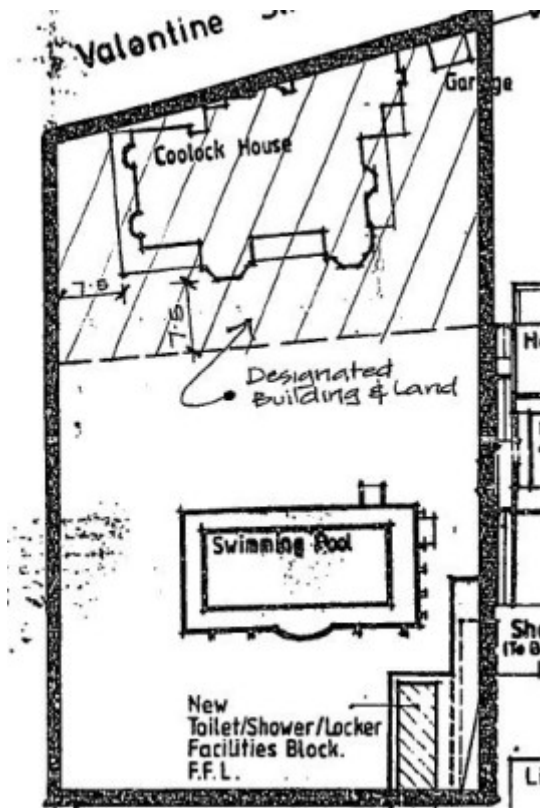 Valentine
Garage
Coolock House
7.5
7.5
Designated
Building & Land
Swimming Pool
New
Toilet/Shower/Locker
Facilities Block.
F.F.L.